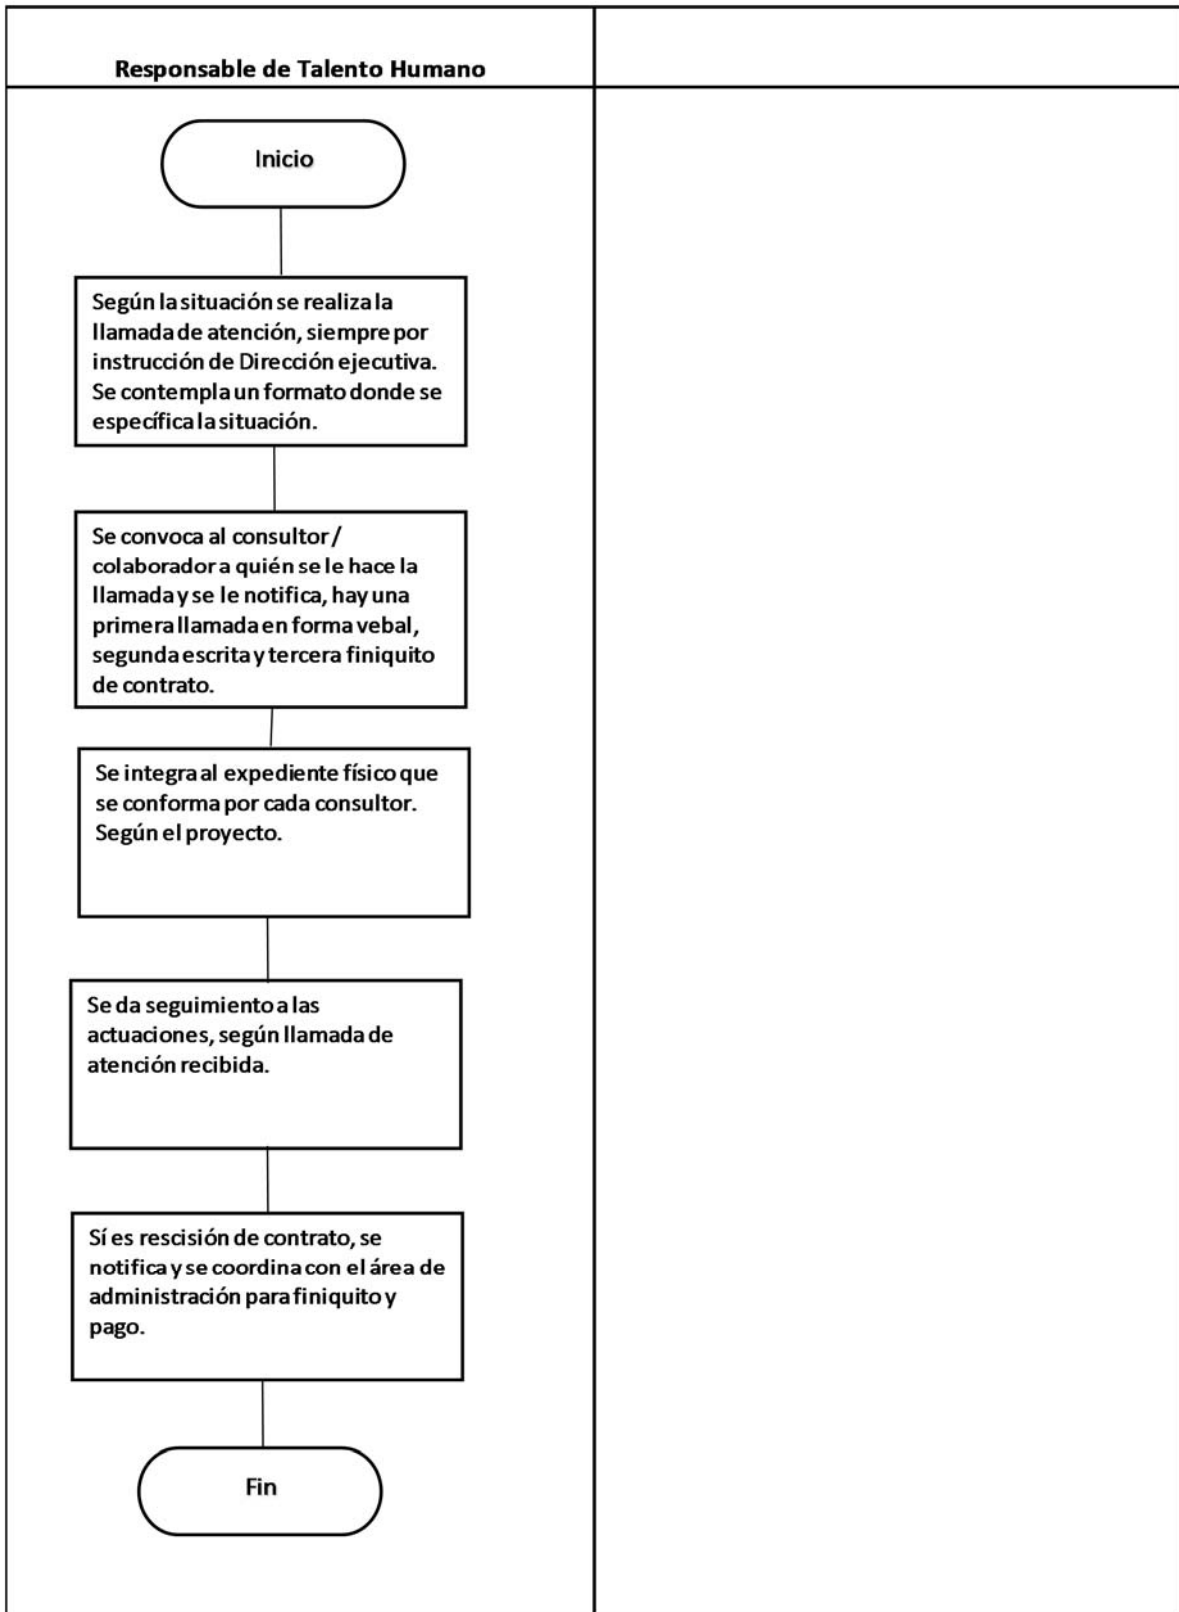 Responsable de Talento Humano
Inicio
Según la situación se realiza la
llamada de atención, siempre por
instrucción de Dirección ejecutiva.
Se contempla un formato donde se
específica la situación.
Se convoca al consultor /
colaborador a quién se le hace la
llamada y se le notifica, hay una
primera llamada en forma vebal,
segunda escrita y tercera finiquito
de contrato.
Se integra al expediente físico que
se conforma por cada consultor.
Según el proyecto.
Se da seguimiento a las
actuaciones, según llamada de
atención recibida.
Sí es rescisión de contrato, se
notifica y se coordina con el área de
administración para finiquito y
pago.
Fin